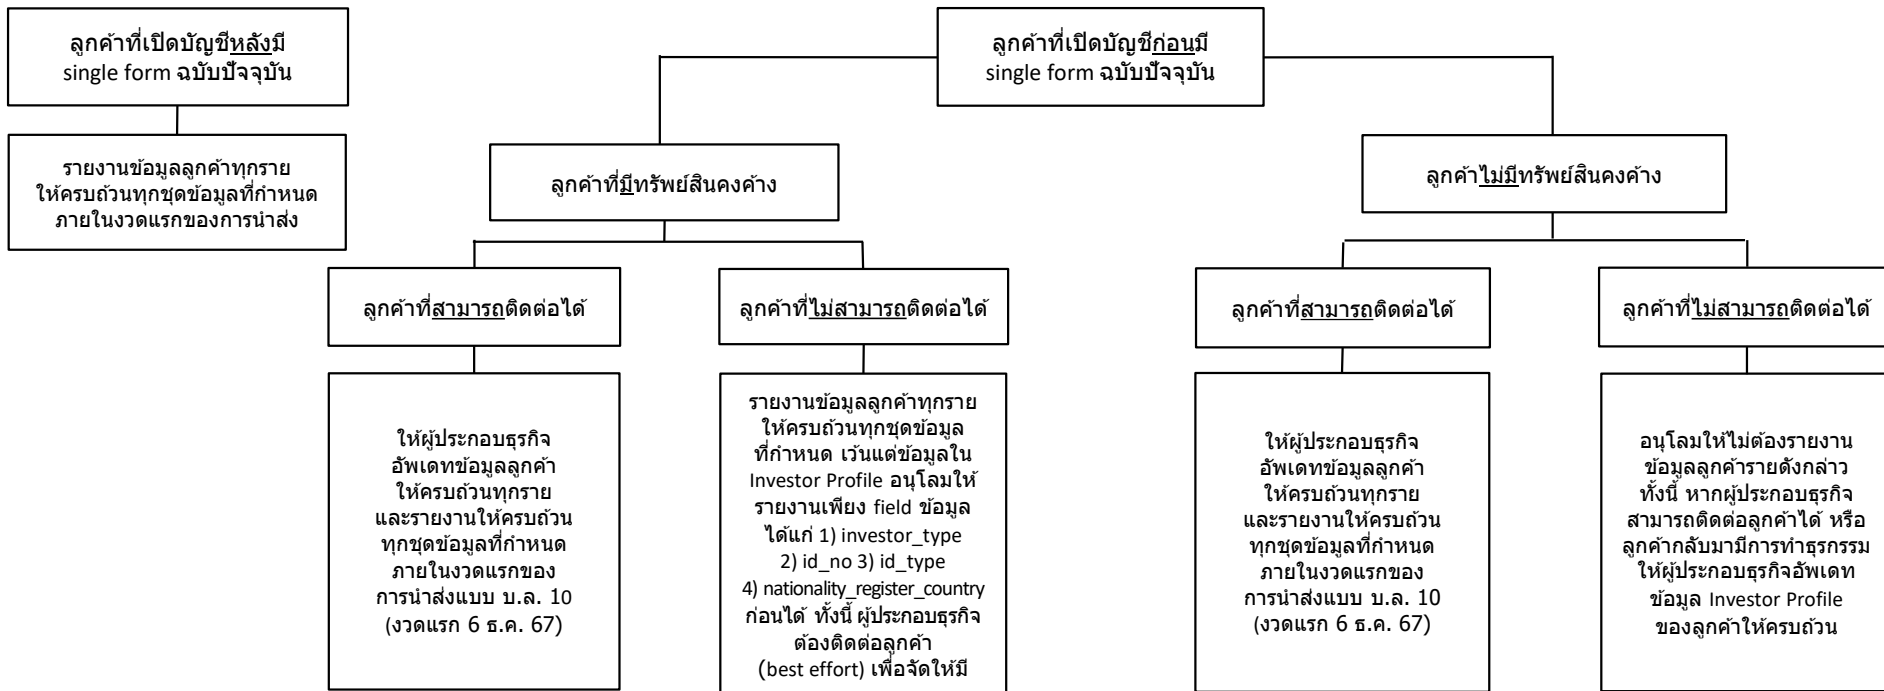 ลูกค้าที่เปิดบัญชีหลังมี
single form ฉบับปัจจุบัน
รายงานข้อมูลลูกค้าทุกราย
ให้ครบถ้วนทุกชุดข้อมูลที่กำหนด
ภายในงวดแรกของการนำส่ง
ลูกค้าที่เปิดบัญชีก่อนมี
single form ฉบับปัจจุบัน
ลูกค้าที่มีทรัพย์สินคงค้าง
ลูกค้าไม่มีทรัพย์สินคงค้าง
ลูกค้าที่สามารถติดต่อได้
ลูกค้าที่ไม่สามารถติดต่อได้
ลูกค้าที่สามารถติดต่อได้
ลูกค้าที่ไม่สามารถติดต่อได้
ให้ผู้ประกอบธุรกิจ
อัพเดทข้อมูลลูกค้า
ให้ครบถ้วนทุกราย
และรายงานให้ครบถ้วน
ทุกชุดข้อมูลที่กำหนด
ภายในงวดแรกของ
การนำส่งแบบ บ.ล. 10
(งวดแรก 6 ธ.ค. 67)
รายงานข้อมูลลูกค้าทุกราย
ให้ครบถ้วนทุกชุดข้อมูล
ที่กำหนด เว้นแต่ข้อมูลใน
Investor Profile อนุโลมให้
รายงานเพียง field ข้อมูล
ได้แก่ 1) investor_type
2) id_no 3) id_type
4) nationality_register_country
ก่อนได้ ทั้งนี้ ผู้ประกอบธุรกิจ
ต้องติดต่อลูกค้า
(best effort) เพื่อจัดให้มี
ให้ผู้ประกอบธุรกิจ
อัพเดทข้อมูลลูกค้า
ให้ครบถ้วนทุกราย
และรายงานให้ครบถ้วน
ทุกชุดข้อมูลที่กำหนด
ภายในงวดแรกของ
การนำส่งแบบ บ.ล. 10
(งวดแรก 6 ธ.ค. 67)
อนุโลมให้ไม่ต้องรายงาน
ข้อมูลลูกค้ารายดังกล่าว
ทั้งนี้ หากผู้ประกอบธุรกิจ
สามารถติดต่อลูกค้าได้ หรือ
ลูกค้ากลับมามีการทำธุรกรรม
ให้ผู้ประกอบธุรกิจอัพเดท
ข้อมูล Investor Profile
ของลูกค้าให้ครบถ้วน